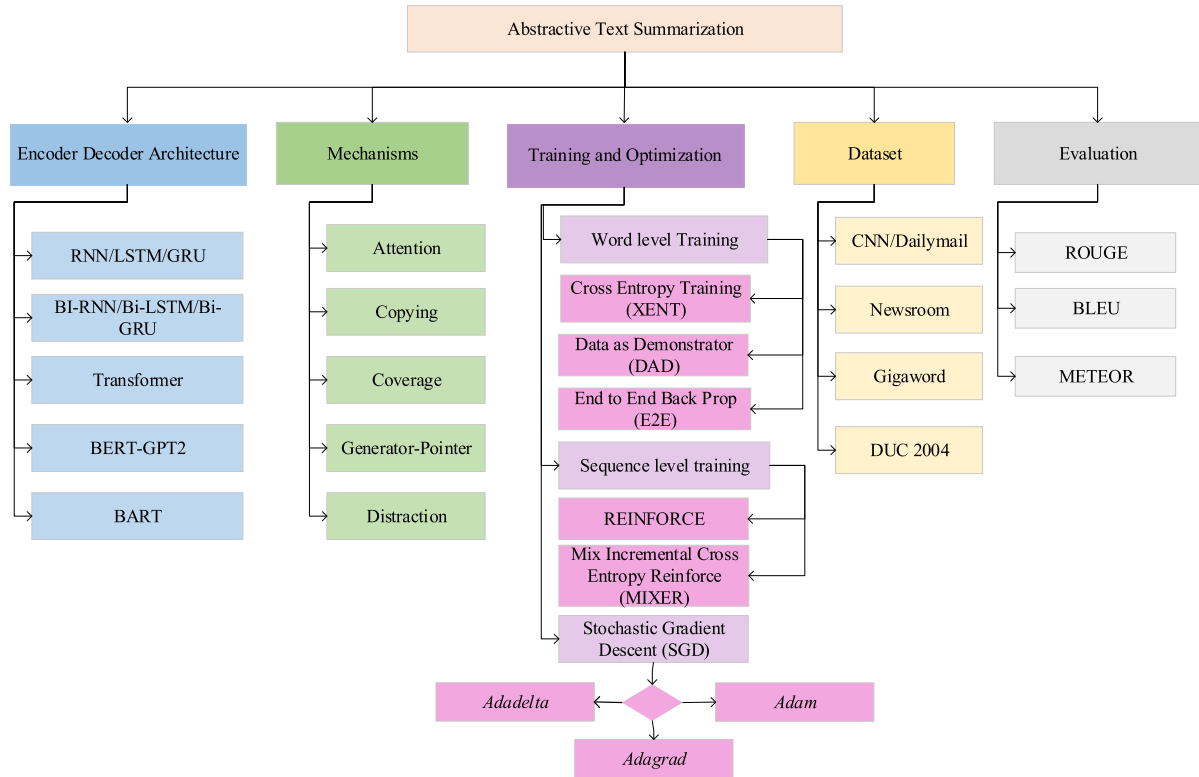 Abstractive Text Summarization
Encoder Decoder Architecture
Mechanisms
Training and Optimization
Dataset
Evaluation
RNN/LSTM/GRU
BI-RNN/Bi-LSTM/Bi-
GRU
Transformer
BERT-GPT2
BART
Attention
Copying
Coverage
Generator-Pointer
Distraction
Word level Training
Cross Entropy Training
(XENT)
Data as Demonstrator
(DAD)
End to End Back Prop
(E2E)
Sequence level training
REINFORCE
Mix Incremental Cross
Entropy Reinforce
(MIXER)
Stochastic Gradient
Descent (SGD)
Adadelta
Adam
Adagrad
CNN/Dailymail
Newsroom
Gigaword
DUC 2004
ROUGE
BLEU
METEOR